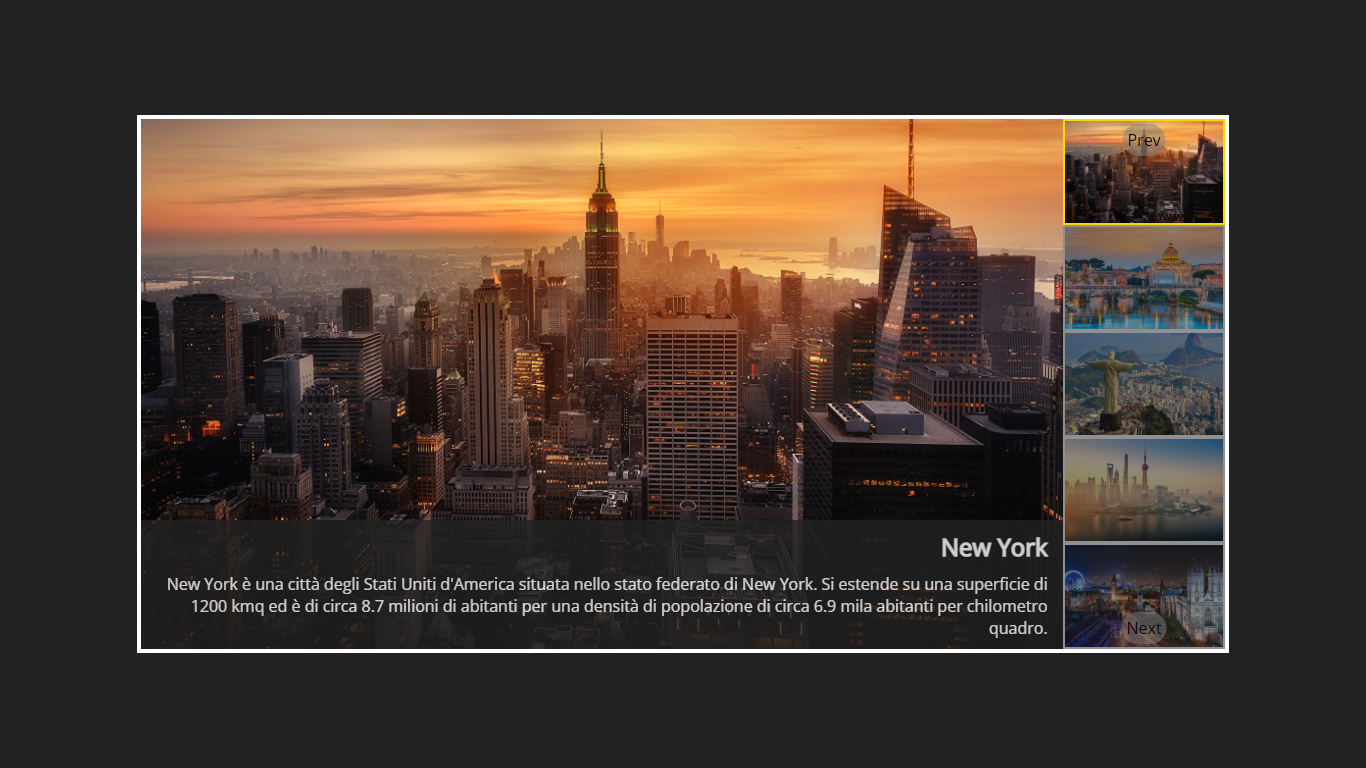 Prev
New York
New York è una città degli Stati Uniti d'America situata nello stato federato di New York. Si estende su una superficie di
1200 kmq ed è di circa 8.7 milioni di abitanti per una densità di popolazione di circa 6.9 mila abitanti per chilometro
quadro.
Next